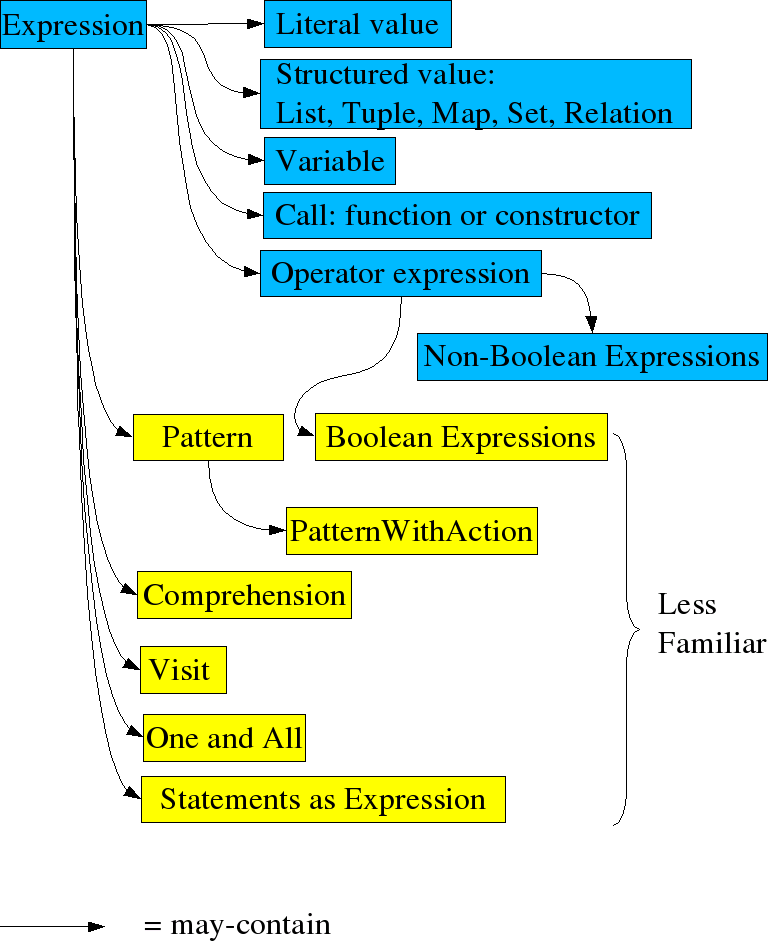 Expression
Literal value
Structured value:
List, Tuple, Map, Set, Relation
Variable
Call: function or constructor
Operator expression
Non-Boolean Expressions
Pattern
Boolean Expressions
PatternWithAction
Comprehension
Less
Familiar
Visit
One and All
Statements as Expression
= may-contain